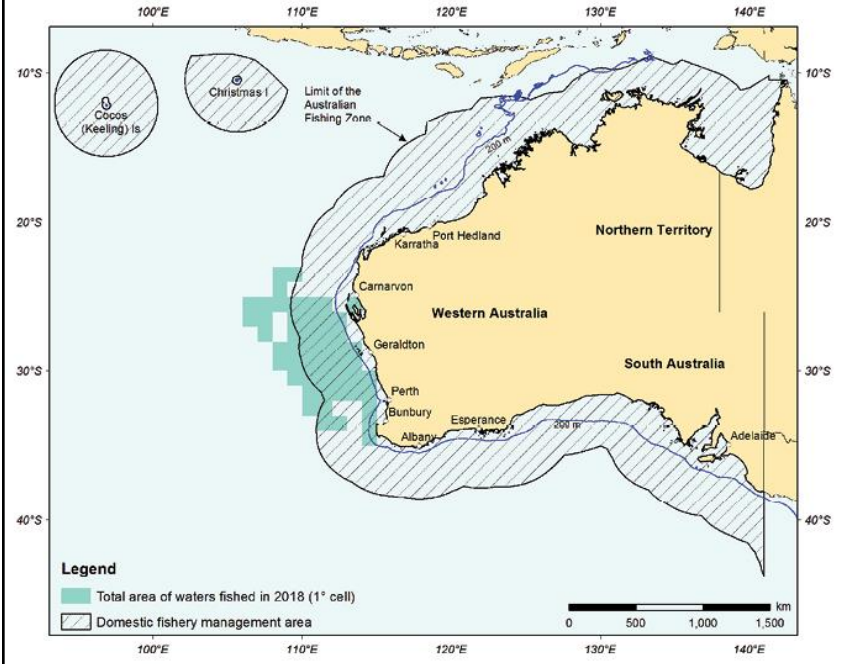 100°E 110°E 120°E 130°E 140°E
10°S 10°S
Cocos
(Keeling) Is
Christmas I
Limit of the
Australian
Fishing Zone
200 m
20°S 20°S
Port Hedland
Karratha
Northern Territory
Carnarvon
Western Australia
Geraldton
30°S 30°S
South Australia
Perth
Bunbury
Esperance
200 m
Albany
Adelaide
40°S 40°S
Legend
Total area of waters fished in 2018 (1° cell)
Domestic fishery management area
km
0 500 1,000 1,500
100°E 110°E 120°E 130°E 140°E